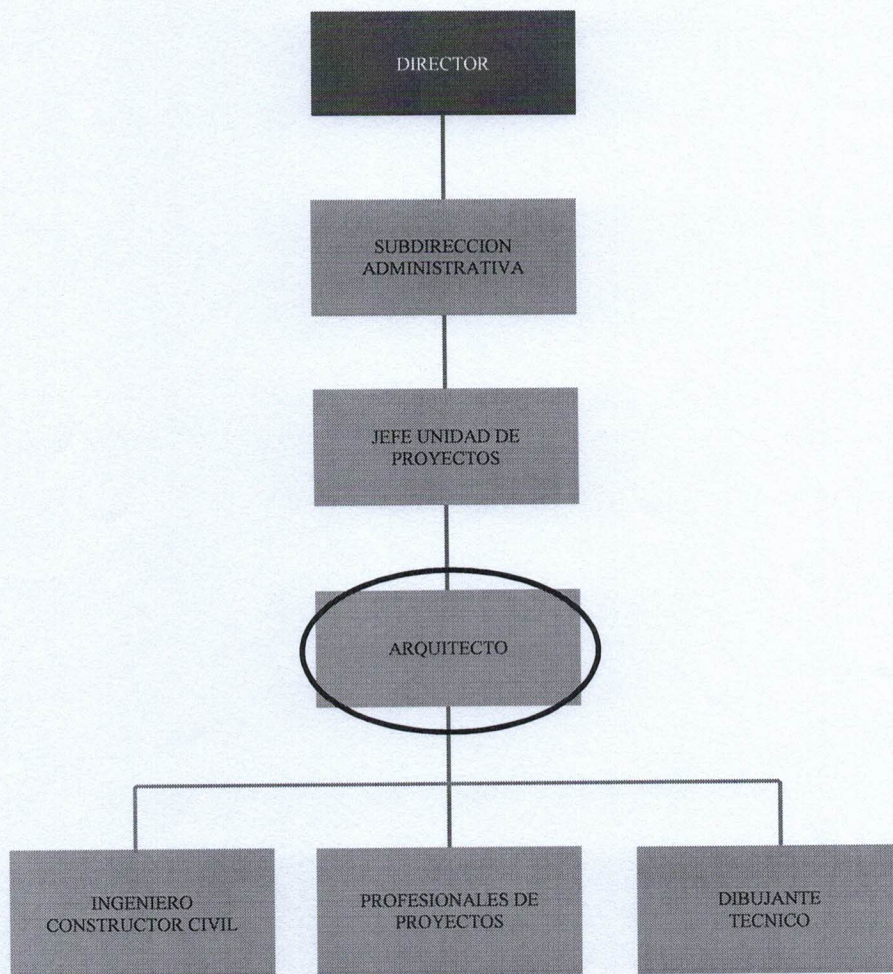 DIRECTOR
SUBDIRECCION
ADMINISTRATIVA
JEFE UNIDAD DE
PROYECTOS
ARQUITECTO
INGENIERO
CONSTRUCTOR CIVIL
PROFESIONALES DE
PROYECTOS
DIBUJANTE
TECNICO